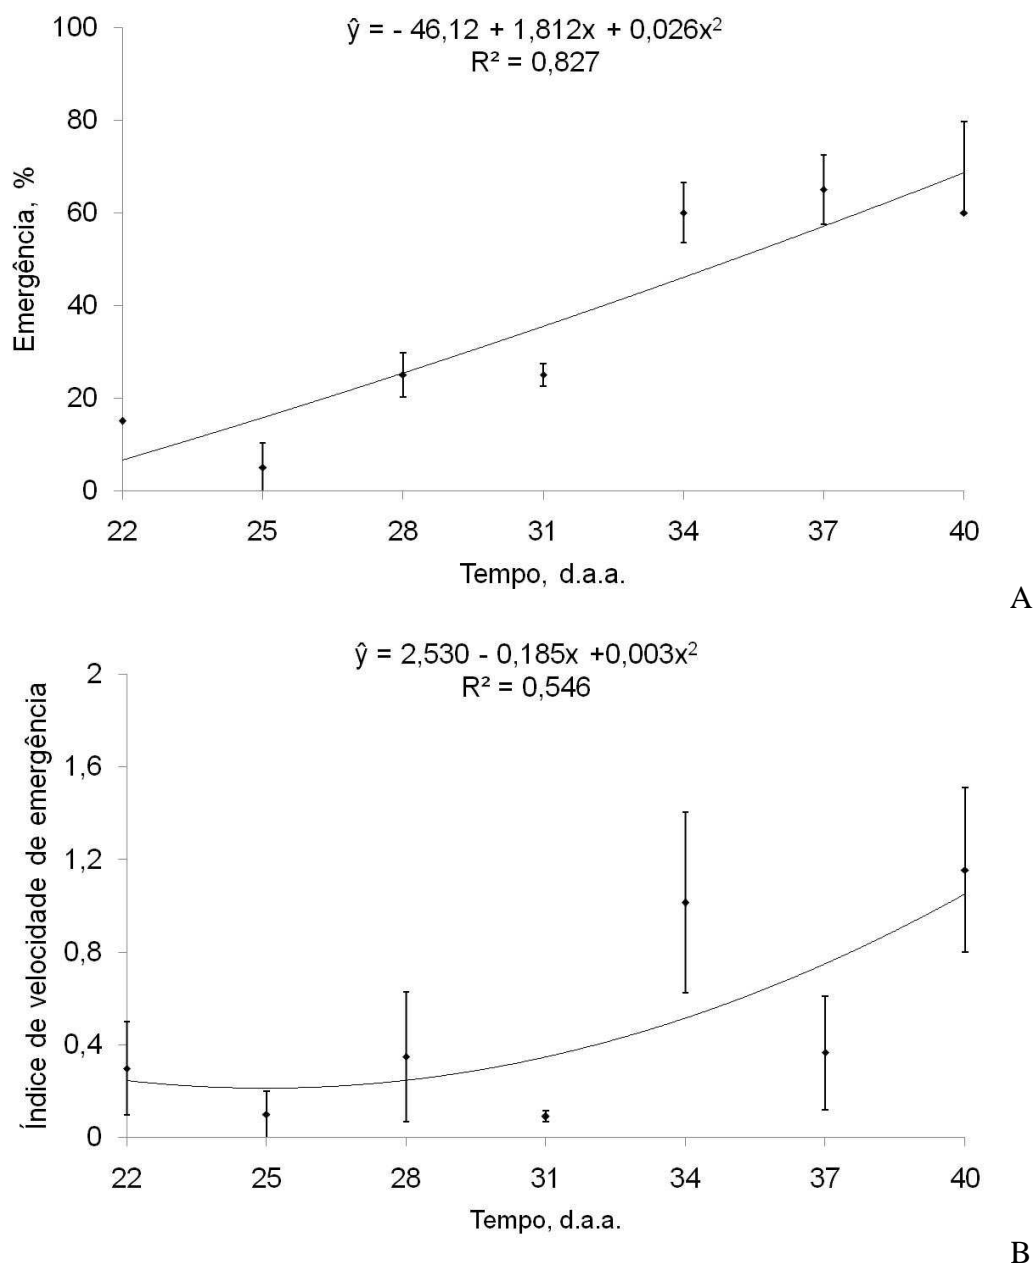 ŷ = - 46,12 + 1,812x + 0,026x²
R² = 0,827
100
80
60
40
20
0
Emergência, %
22 25 28 31 34 37 40
Tempo, d.a.a.
A
ŷ = 2,530 - 0,185x +0,003x²
R² = 0,546
2
1,6
1,2
0,8
0,4
0
Índice de velocidade de emergência
22 25 28 31 34 37 40
Tempo, d.a.a.
B